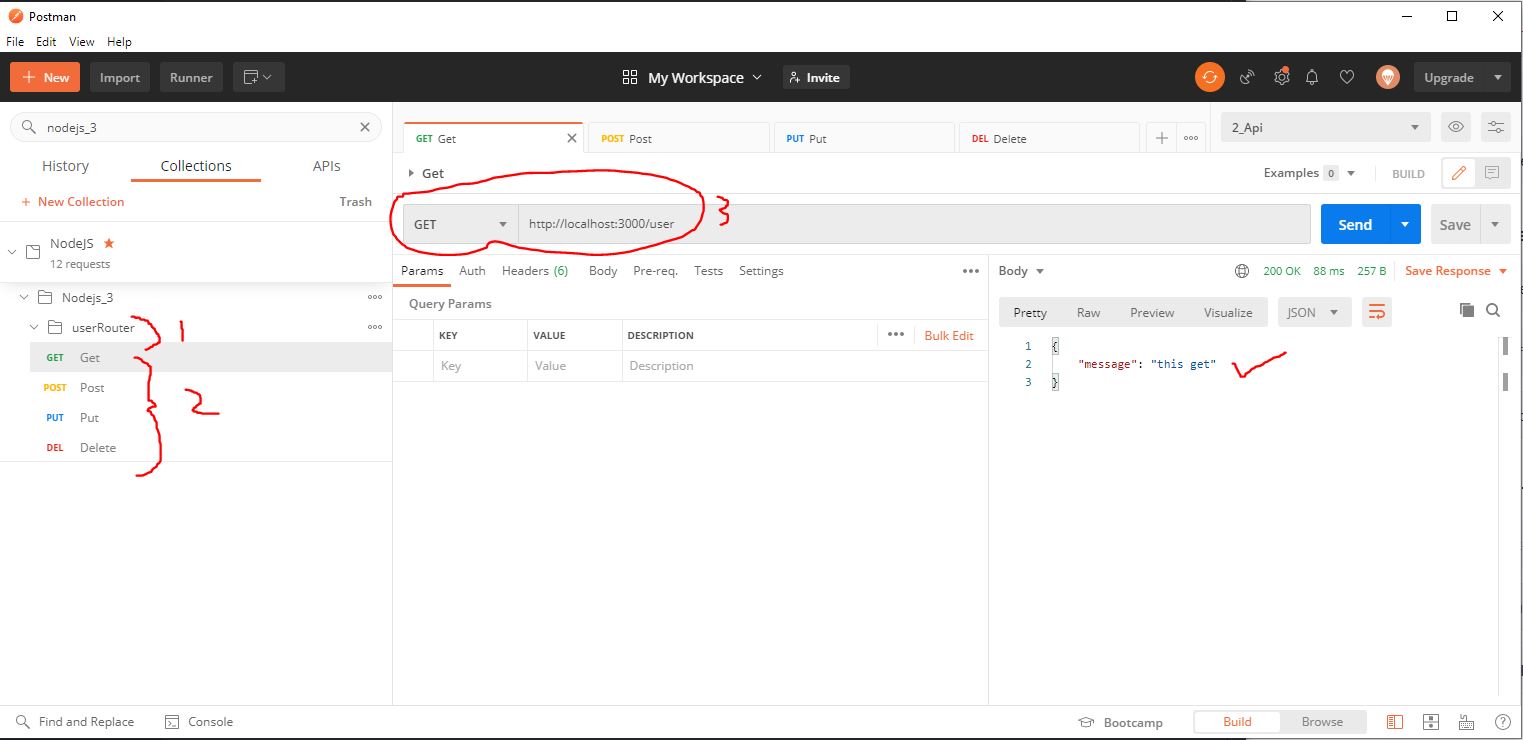 Postman
File Edit View Help
+ New Import Runner My Workspace Invite Upgrade
nodejs_3
History Collections APIs
+ New Collection Trash
NodeJS
12 requests
Nodejs_3
userRouter
GET Get
POST Post
PUT Put
DEL Delete
1
2
GET Get POST Post PUT Put DEL Delete
2_Api
Get
Examples 0 BUILD
GET http://localhost:3000/user
3
Send Save
Params Auth Headers (6) Body Pre-req. Tests Settings
Query Params
KEY VALUE DESCRIPTION Bulk Edit
Key Value Description
Body 200 OK 88 ms 257 B Save Response
Pretty Raw Preview Visualize JSON
1 {
2 "message": "this get"
3 }
Find and Replace Console Bootcamp Build Browse